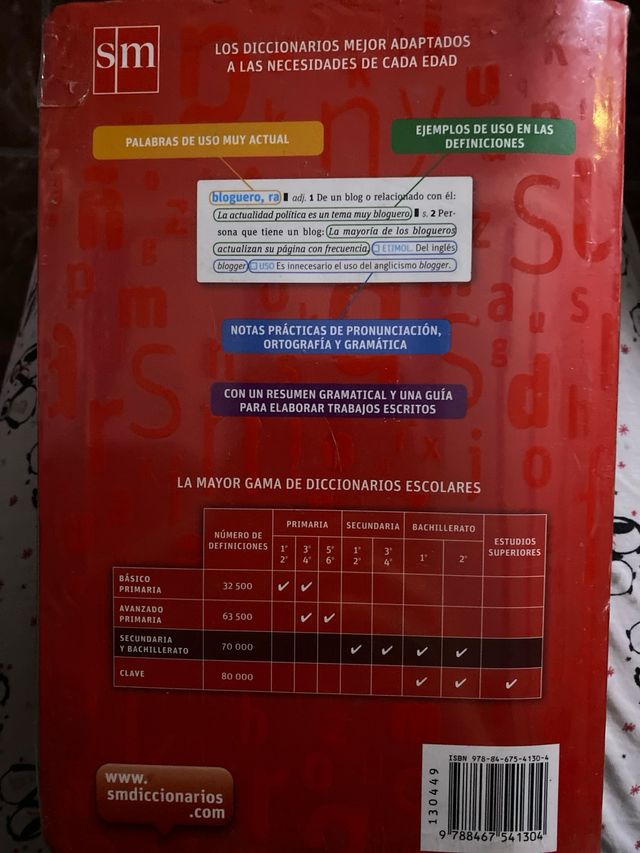 sm
LOS DICCIONARIOS MEJOR ADAPTADOS
A LAS NECESIDADES DE CADA EDAD
PALABRAS DE USO MUY ACTUAL
EJEMPLOS DE USO EN LAS
DEFINICIONES
bloguero, ra adj. 1 De un blog o relacionado con él:
La actualidad política es un tema muy bloguero s. 2 Per-
sona que tiene un blog: La mayoría de los blogueros
actualizan su página con frecuencia. □ ETIMOL. Del inglés
blogger □ USO Es innecesario el uso del anglicismo blogger.
NOTAS PRÁCTICAS DE PRONUNCIACIÓN,
ORTOGRAFÍA Y GRAMÁTICA
CON UN RESUMEN GRAMATICAL Y UNA GUÍA
PARA ELABORAR TRABAJOS ESCRITOS
LA MAYOR GAMA DE DICCIONARIOS ESCOLARES
NÚMERO DE
DEFINICIONES
PRIMARIA SECUNDARIA BACHILLERATO
ESTUDIOS
SUPERIORES
1º 3º 5º 1º 3º 1º 2º
2º 4º 6º 2º 4º
BÁSICO
PRIMARIA
32 500 ✓ ✓
AVANZADO
PRIMARIA
63 500 ✓ ✓
SECUNDARIA
Y BACHILLERATO
70 000 ✓ ✓ ✓ ✓
CLAVE 80 000 ✓ ✓ ✓
www.
smdiccionarios
.com
ISBN 978-84-675-4130-4
130449
9 788467 541304